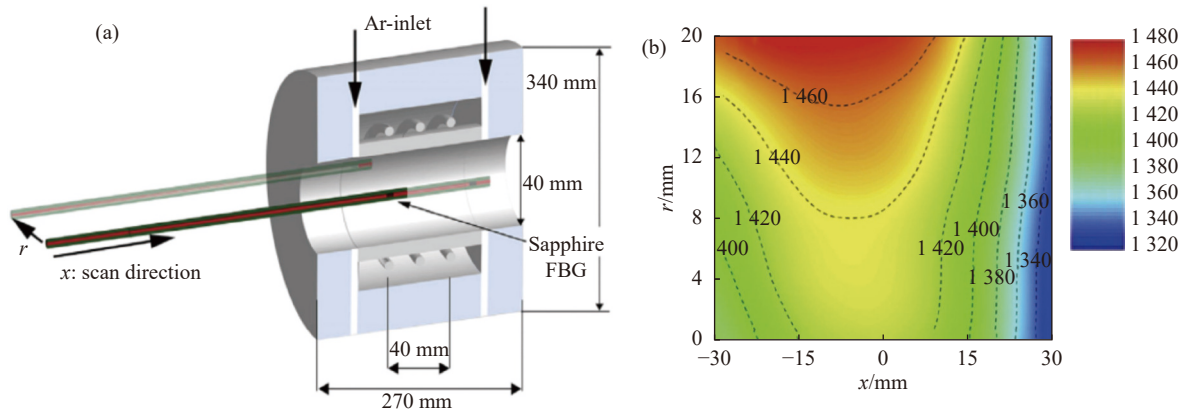 (a)
Ar-inlet
340 mm
40 mm
r
x: scan direction
Sapphire
FBG
40 mm
270 mm
(b)
20
16
12
8
4
0
r/mm
−30
−15
0
15
30
x/mm
1 460
1 440
1 420
400
1 420
1 400
1 380
1 360
1 340
1 480
1 460
1 440
1 420
1 400
1 380
1 360
1 340
1 320